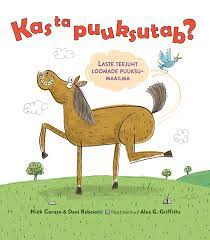 Kas ta puuksutab?
LASTE TEEJUHT
LOOMADE PUUKSU-
MAAILMA
Nick Caruso & Dani Rabaiotti Illustreerinud Alex G. Griffiths